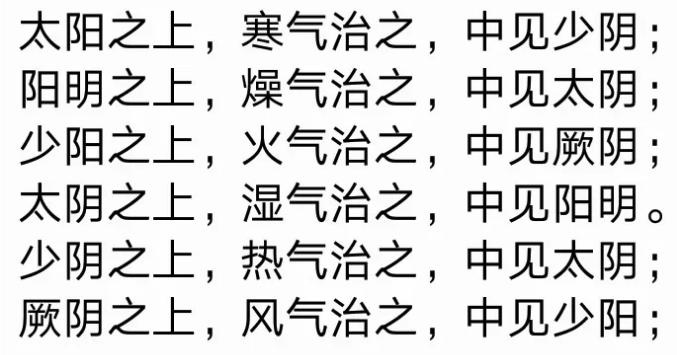 太阳之上，寒气治之，中见少阴；
阳明之上，燥气治之，中见太阴；
少阳之上，火气治之，中见厥阴；
太阴之上，湿气治之，中见阳明。
少阴之上，热气治之，中见太阴；
厥阴之上，风气治之，中见少阳；